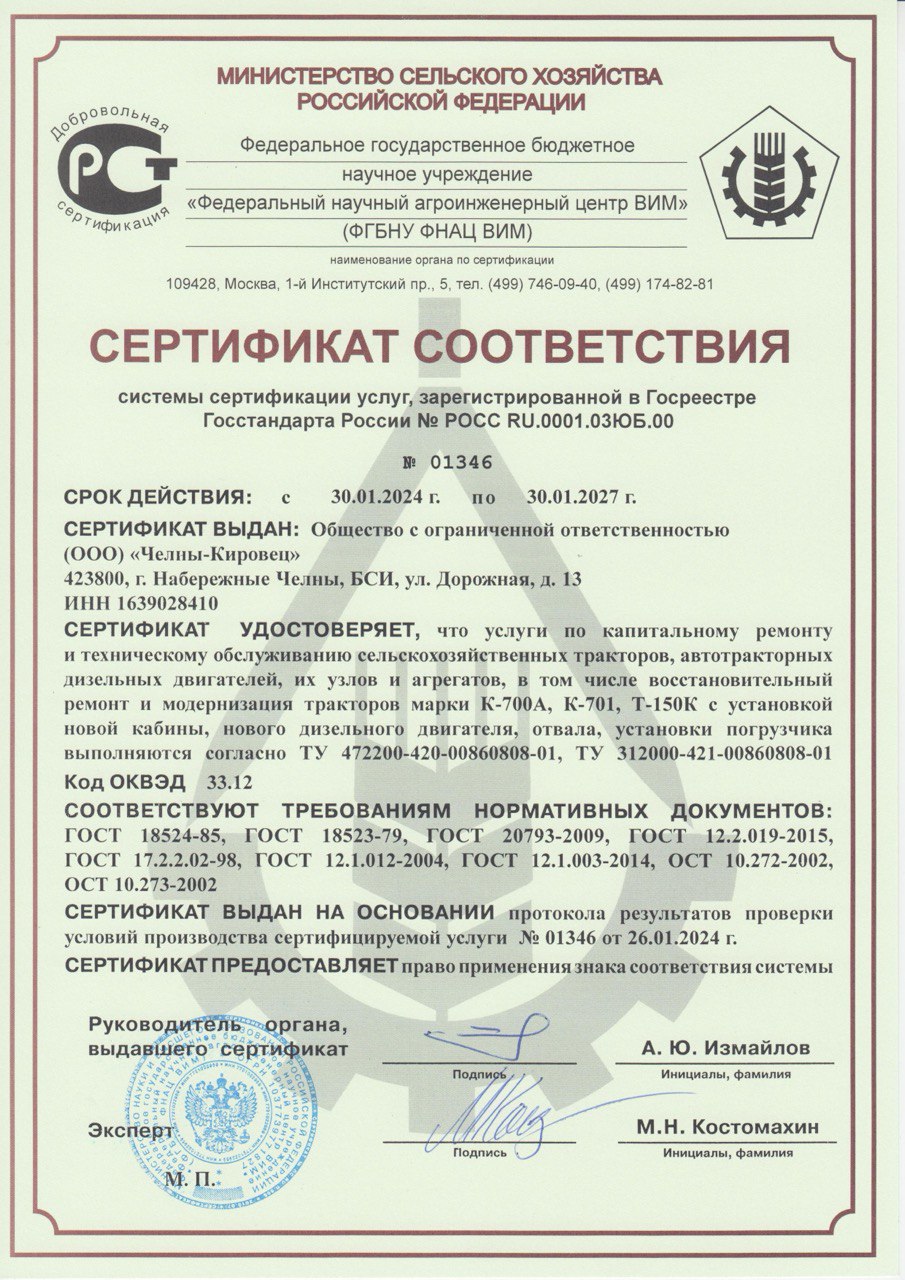 МИНИСТЕРСТВО СЕЛЬСКОГО ХОЗЯЙСТВА
РОССИЙСКОЙ ФЕДЕРАЦИИ
Добровольная
РСТ
сертификация
Федеральное государственное бюджетное
научное учреждение
«Федеральный научный агроинженерный центр ВИМ»
(ФГБНУ ФНАЦ ВИМ)
наименование органа по сертификации
109428, Москва, 1-й Институтский пр., 5, тел. (499) 746-09-40, (499) 174-82-81
СЕРТИФИКАТ СООТВЕТСТВИЯ
системы сертификации услуг, зарегистрированной в Госреестре
Госстандарта России № РОСС RU.0001.03ЮБ.00
№ 01346
СРОК ДЕЙСТВИЯ: с 30.01.2024 г. по 30.01.2027 г.
СЕРТИФИКАТ ВЫДАН: Общество с ограниченной ответственностью
(ООО) «Челны-Кировец»
423800, г. Набережные Челны, БСИ, ул. Дорожная, д. 13
ИНН 1639028410
СЕРТИФИКАТ УДОСТОВЕРЯЕТ, что услуги по капитальному ремонту
и техническому обслуживанию сельскохозяйственных тракторов, автотракторных
дизельных двигателей, их узлов и агрегатов, в том числе восстановительный
ремонт и модернизация тракторов марки К-700А, К-701, Т-150К с установкой
новой кабины, нового дизельного двигателя, отвала, установки погрузчика
выполняются согласно ТУ 472200-420-00860808-01, ТУ 312000-421-00860808-01
Код ОКВЭД 33.12
СООТВЕТСТВУЮТ ТРЕБОВАНИЯМ НОРМАТИВНЫХ ДОКУМЕНТОВ:
ГОСТ 18524-85, ГОСТ 18523-79, ГОСТ 20793-2009, ГОСТ 12.2.019-2015,
ГОСТ 17.2.2.02-98, ГОСТ 12.1.012-2004, ГОСТ 12.1.003-2014, ОСТ 10.272-2002,
ОСТ 10.273-2002
СЕРТИФИКАТ ВЫДАН НА ОСНОВАНИИ протокола результатов проверки
условий производства сертифицируемой услуги № 01346 от 26.01.2024 г.
СЕРТИФИКАТ ПРЕДОСТАВЛЯЕТ право применения знака соответствия системы
Руководитель органа,
выдавшего сертификат
А. Ю. Измайлов
Подпись
Инициалы, фамилия
Эксперт
М.Н. Костомахин
Подпись
Инициалы, фамилия
М. П.